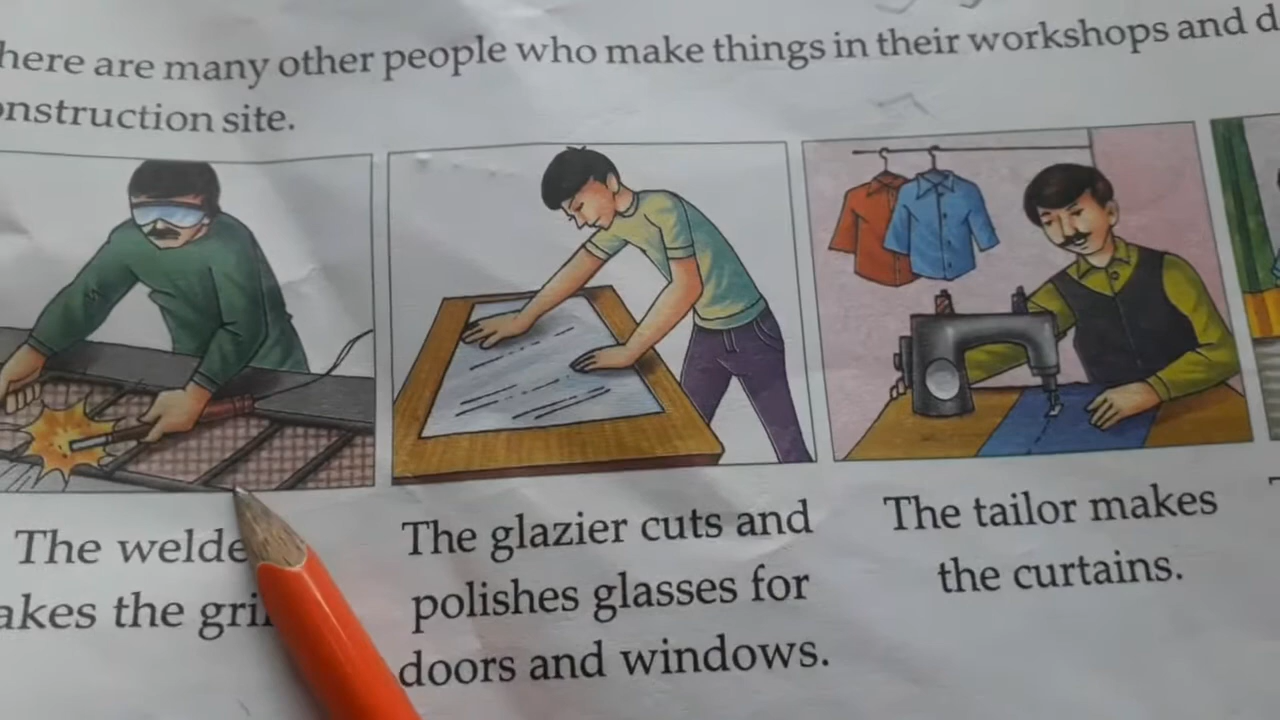 here are many other people who make things in their workshops and d
onstruction site.
The welde
akes the gri
The glazier cuts and
polishes glasses for
doors and windows.
The tailor makes
the curtains.